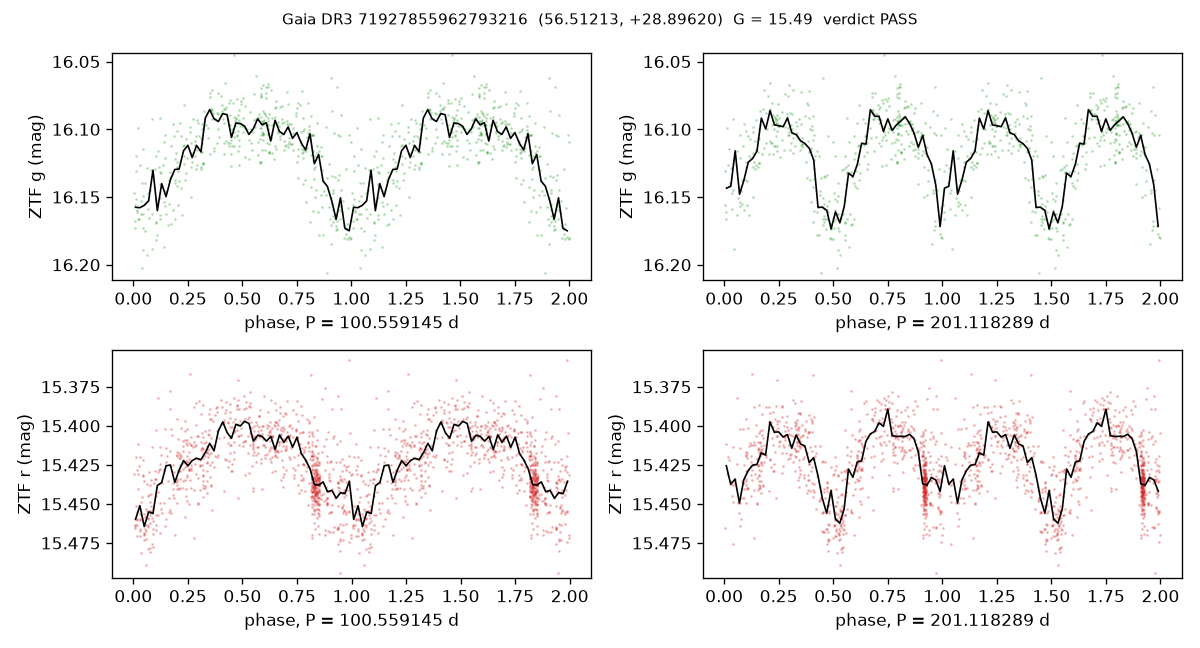 Gaia DR3 71927855962793216 (56.51213, +28.89620) G = 15.49 verdict PASS
16.05
16.10
16.15
16.20
ZTF g (mag)
0.00 0.25 0.50 0.75 1.00 1.25 1.50 1.75 2.00
phase, P = 100.559145 d
16.05
16.10
16.15
16.20
ZTF g (mag)
0.00 0.25 0.50 0.75 1.00 1.25 1.50 1.75 2.00
phase, P = 201.118289 d
15.375
15.400
15.425
15.450
15.475
ZTF r (mag)
0.00 0.25 0.50 0.75 1.00 1.25 1.50 1.75 2.00
phase, P = 100.559145 d
15.375
15.400
15.425
15.450
15.475
ZTF r (mag)
0.00 0.25 0.50 0.75 1.00 1.25 1.50 1.75 2.00
phase, P = 201.118289 d